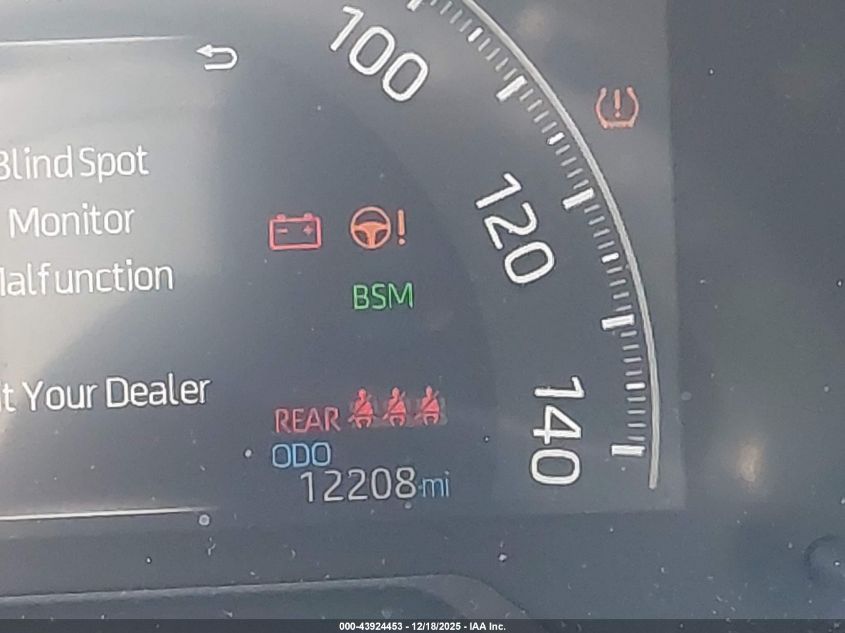 100
Blind Spot
Monitor
Malfunction
120
BSM
Your Dealer
140
REAR
ODO
12208 mi
000-43924453 - 12/18/2025 - IAA Inc.